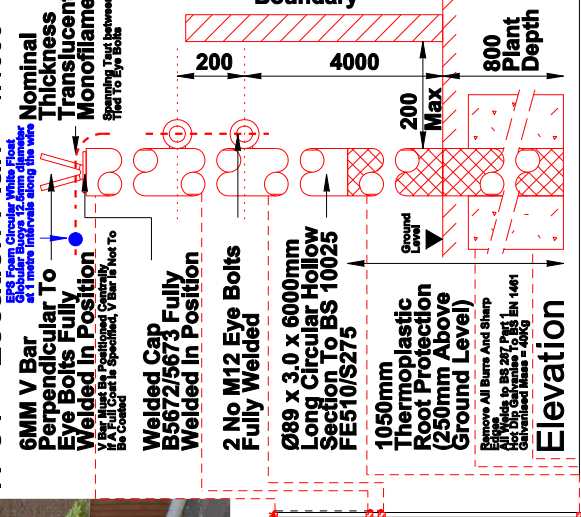 Boundary
200
4000
800
Plant
Depth
200
Max
Nominal
Thickness
Translucent
Monofilame
Spanning Taut between
Tied To Eye Bolts
EPS Foam Circular White Float
Globular Buoys 12.5mm diameter
at 1 metre intervals along the wire
6MM V Bar
Perpendicular To
Eye Bolts Fully
Welded In Position
V Bar Must Be Positioned Centrally
If A Full Coat is Specified, V Bar is Not To
Be Coated
Welded Cap
B5672/5673 Fully
Welded In Position
2 No M12 Eye Bolts
Fully Welded
Ø89 x 3.0 x 6000mm
Long Circular Hollow
Section To BS 10025
FE510/S275
Ground
Level
1050mm
Thermoplastic
Root Protection
(250mm Above
Ground Level)
Remove All Burrs And Sharp
Edges
All Welds to BS 287 Part 1
Hot Dip Galvanise To BS EN 1461
Galvanised Mass = 40Kg
Elevation